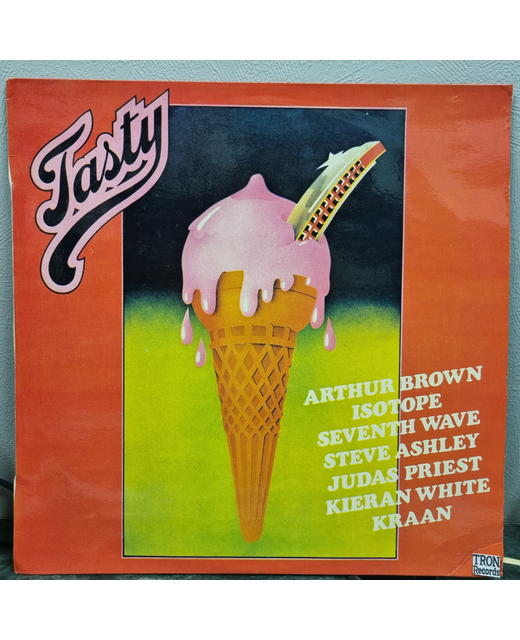 Tasty
ARTHUR BROWN
ISOTOPE
SEVENTH WAVE
STEVE ASHLEY
JUDAS PRIEST
KIERAN WHITE
KRAAN
TRON
Records